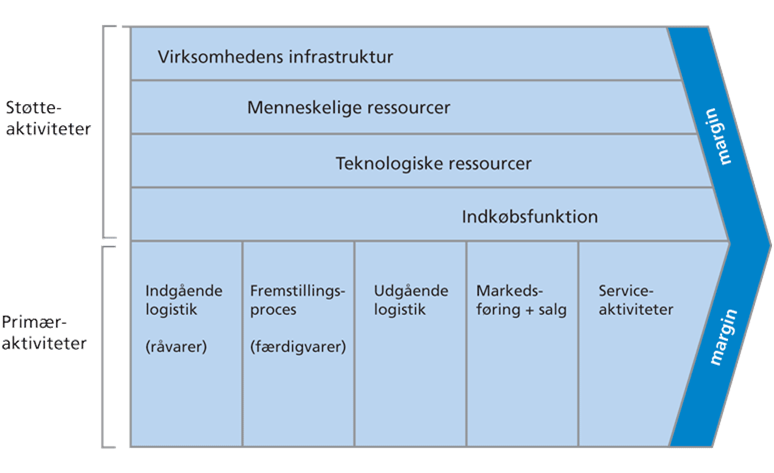 Støtte-
aktiviteter
Virksomhedens infrastruktur
Menneskelige ressourcer
Teknologiske ressourcer
Indkøbsfunktion
margin
Primær-
aktiviteter
Indgående
logistik
(råvarer)
Fremstillings-
proces
(færdigvarer)
Udgående
logistik
Markeds-
føring + salg
Service-
aktiviteter
margin